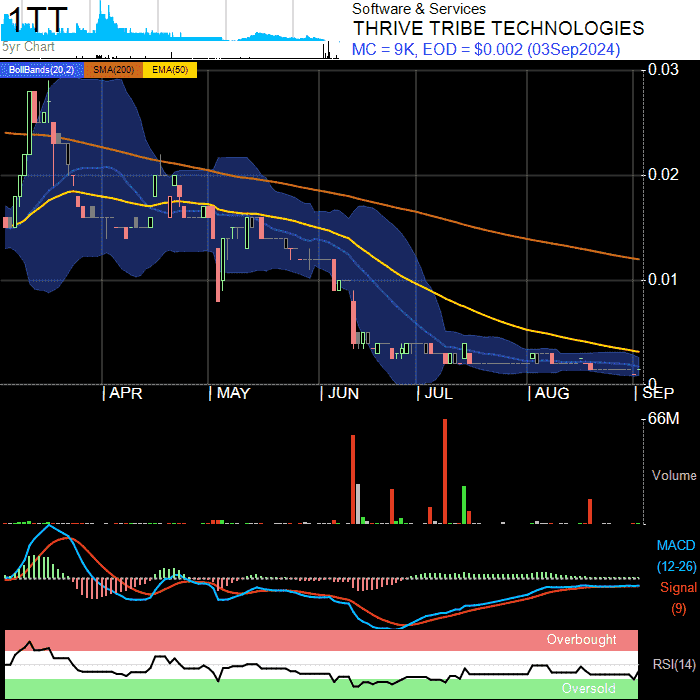 1TT
Software & Services
THRIVE TRIBE TECHNOLOGIES
5yr Chart
MC = 9K, EOD = $0.002 (03Sep2024)
BollBands(20,2) SMA(200) EMA(50)
0.03
0.02
0.01
0
APR MAY JUN JUL AUG SEP
66M
Volume
MACD
(12-26)
Signal
(9)
Overbought
RSI(14)
Oversold